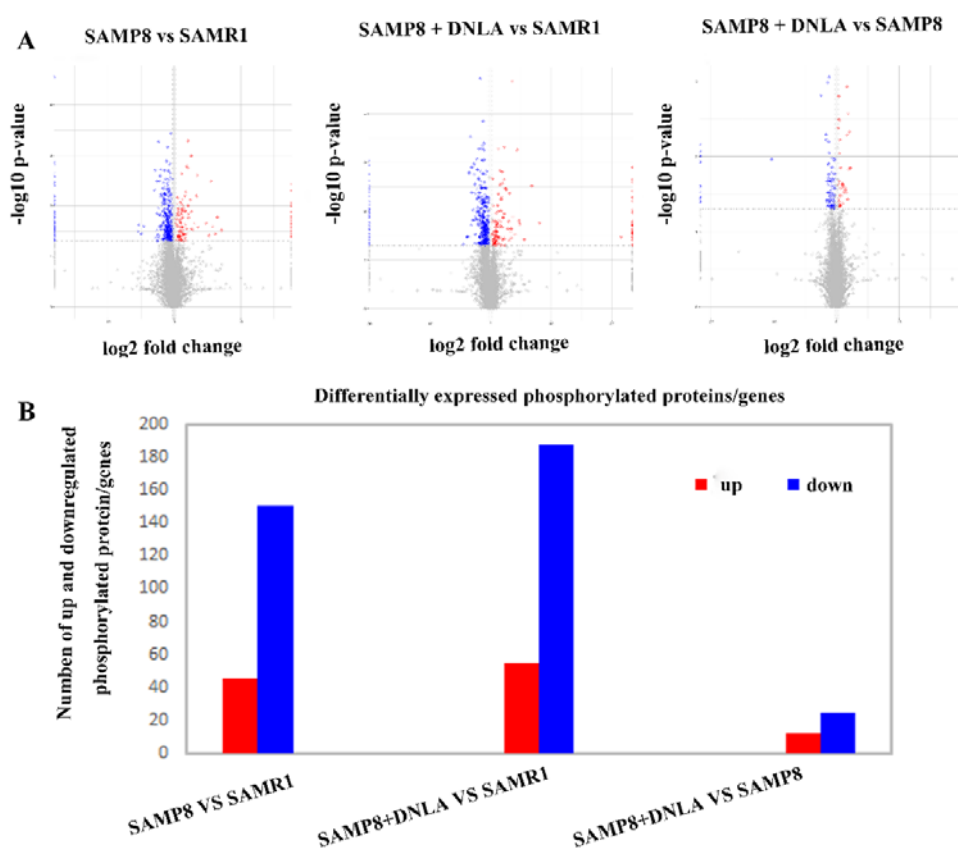 A
SAMP8 vs SAMR1
SAMP8 + DNLA vs SAMR1
SAMP8 + DNLA vs SAMP8
-log10 p-value
-log10 p-value
-log10 p-value
log2 fold change
log2 fold change
log2 fold change
B
Differentially expressed phosphorylated proteins/genes
Numben of up and downregulated
phosphorylated protcin/gcnes
200
180
160
140
120
100
80
60
40
20
0
up
down
SAMP8 VS SAMR1
SAMP8+DNLA VS SAMR1
SAMP8+DNLA VS SAMP8